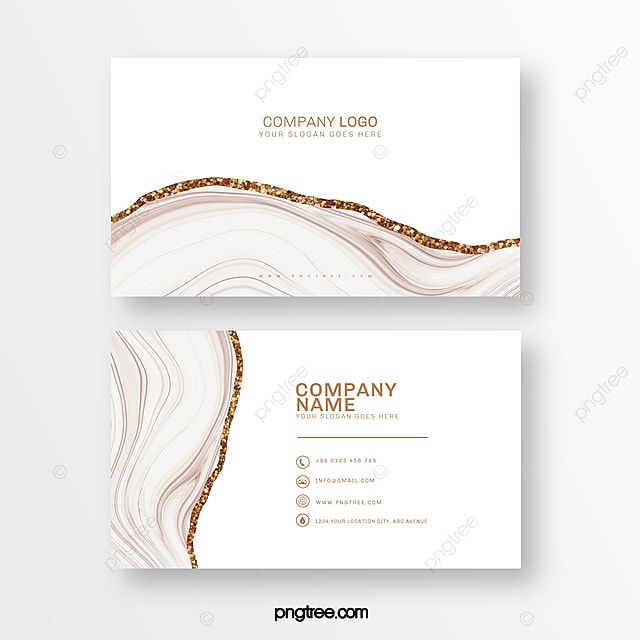 COMPANY LOGO
YOUR SLOGAN GOES HERE
WWW.PNGTREE.COM
COMPANY
NAME
YOUR SLOGAN GOES HERE
+86 0123 456 789
INFO@GMAIL.COM
WWW.PNGTREE.COM
1234 YOUR LOCATION CITY, ABC AVENUE
pngtree.com
pngtree